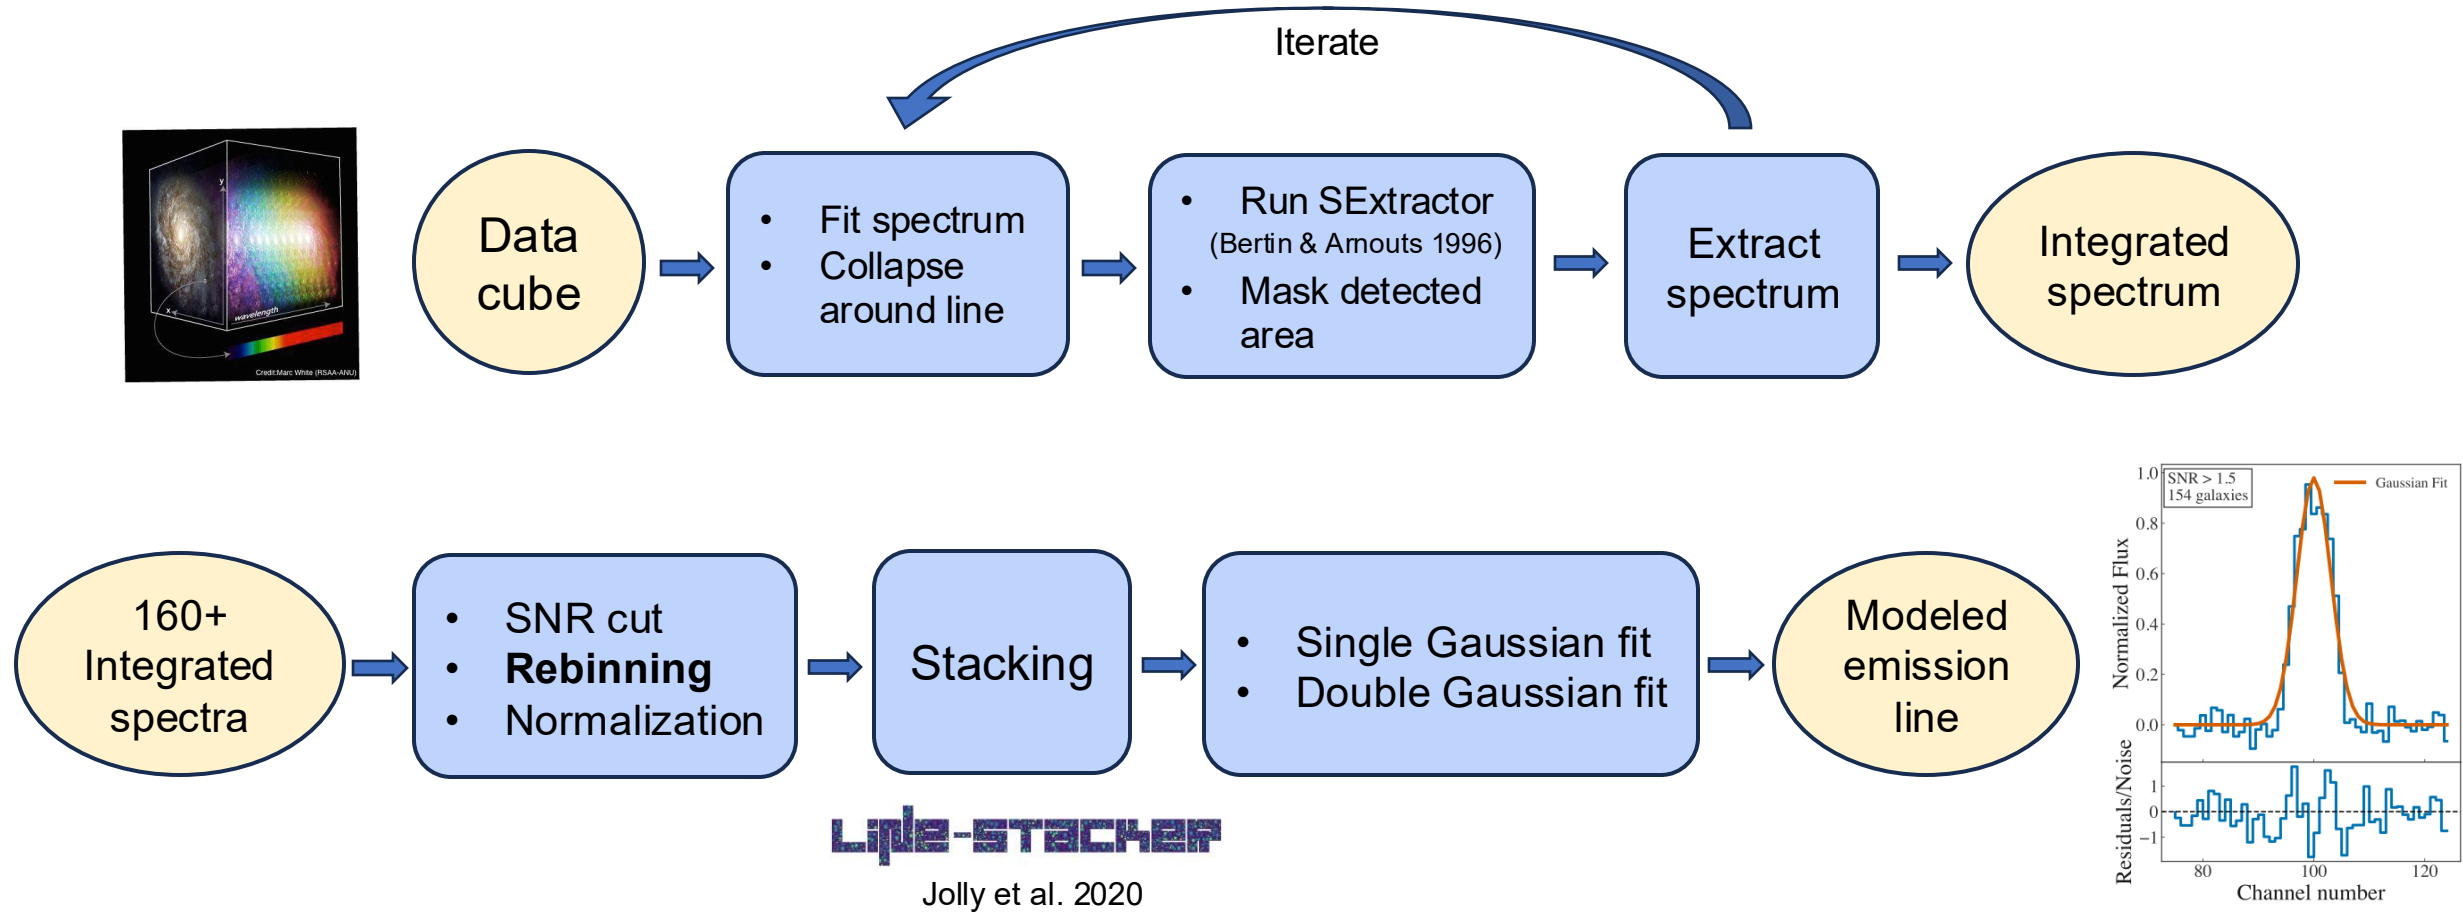 Iterate
y
x
wavelength
Credit:Marc White (RSAA-ANU)
Data
cube
• Fit spectrum
• Collapse
around line
• Run SExtractor
(Bertin & Arnouts 1996)
• Mask detected
area
Extract
spectrum
Integrated
spectrum
160+
Integrated
spectra
• SNR cut
• Rebinning
• Normalization
Stacking
LINE-STACKER
Jolly et al. 2020
• Single Gaussian fit
• Double Gaussian fit
Modeled
emission
line
SNR > 1.5
154 galaxies
Gaussian Fit
Normalized Flux
1.0
0.8
0.6
0.4
0.2
0.0
Residuals/Noise
1
0
−1
80 100 120
Channel number